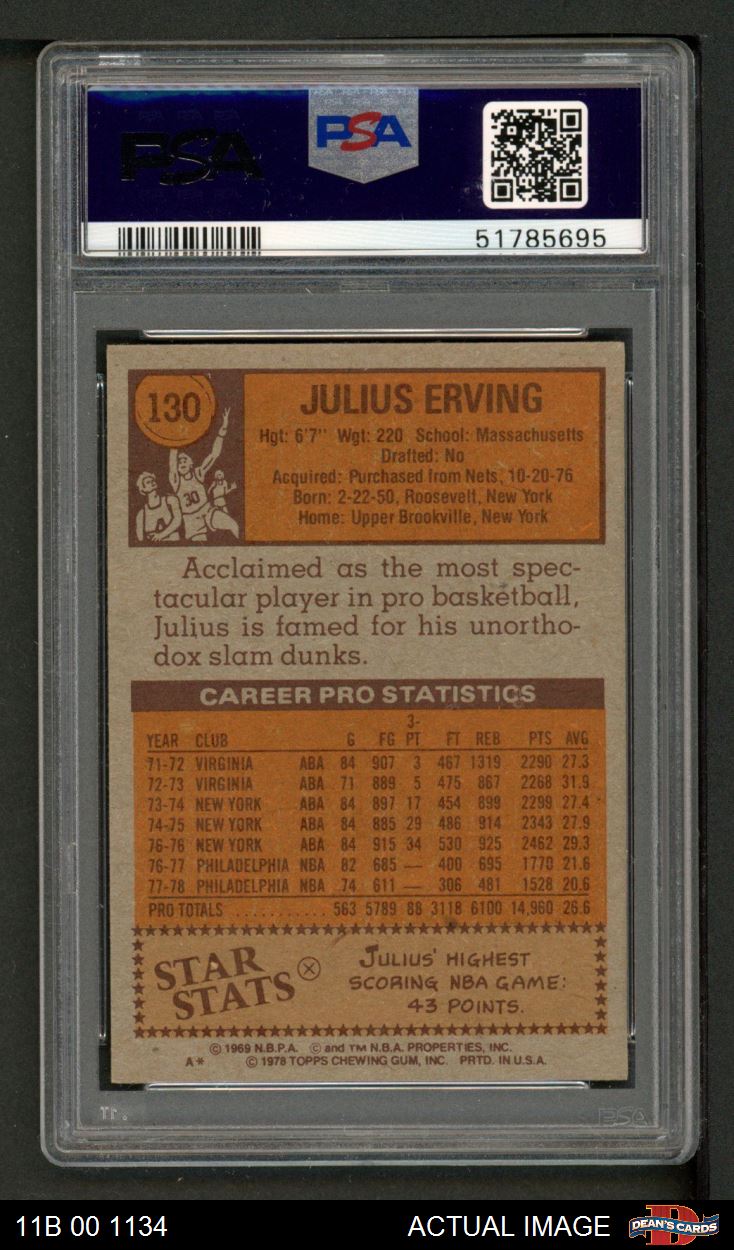 PSA
PSA
51785695
130
30
JULIUS ERVING
Hgt: 6'7" Wgt: 220 School: Massachusetts
Drafted: No
Acquired: Purchased from Nets, 10-20-76
Born: 2-22-50, Roosevelt, New York
Home: Upper Brookville, New York
Acclaimed as the most spec-
tacular player in pro basketball,
Julius is famed for his unortho-
dox slam dunks.
CAREER PRO STATISTICS
YEAR CLUB G FG 3-PT FT REB PTS AVG
71-72 VIRGINIA ABA 84 907 3 467 1319 2290 27.3
72-73 VIRGINIA ABA 71 889 5 475 867 2268 31.9
73-74 NEW YORK ABA 84 897 17 454 899 2299 27.4
74-75 NEW YORK ABA 84 885 29 486 914 2343 27.9
76-76 NEW YORK ABA 84 915 34 530 925 2462 29.3
76-77 PHILADELPHIA NBA 82 685 — 400 695 1770 21.6
77-78 PHILADELPHIA NBA 74 611 — 306 481 1528 20.6
PRO TOTALS ........... 563 5789 88 3118 6100 14,960 26.6
STAR
STATS
JULIUS' HIGHEST
SCORING NBA GAME:
43 POINTS.
© 1969 N.B.P.A. © and TM N.B.A. PROPERTIES, INC.
A* © 1978 TOPPS CHEWING GUM, INC. PRTD. IN U.S.A.
PSA
11B 00 1134
ACTUAL IMAGE
DEAN'S CARDS